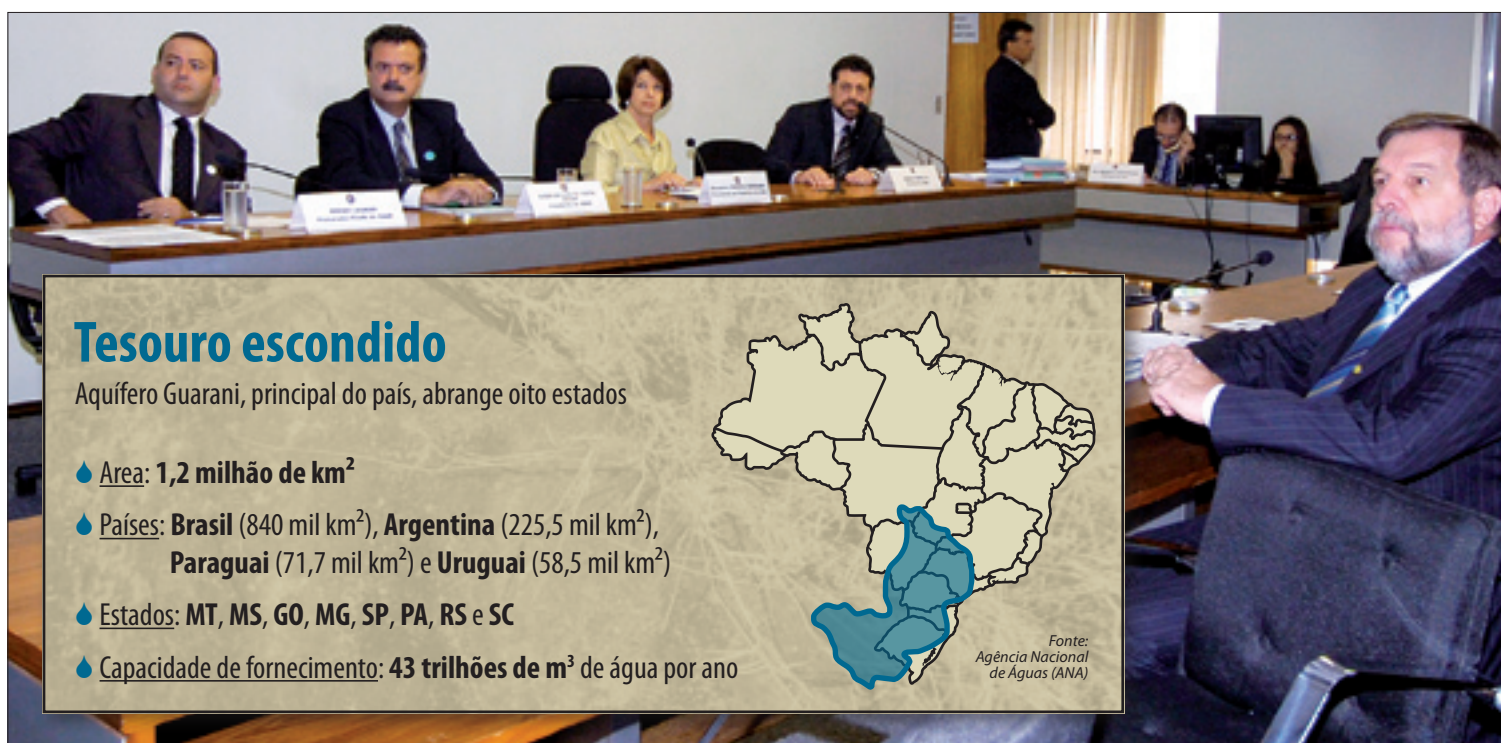 Tesouro escondido
Aquífero Guarani, principal do país, abrange oito estados
Area: 1,2 milhão de km²
Países: Brasil (840 mil km²), Argentina (225,5 mil km²),
Paraguai (71,7 mil km²) e Uruguai (58,5 mil km²)
Estados: MT, MS, GO, MG, SP, PA, RS e SC
Capacidade de fornecimento: 43 trilhões de m³ de água por ano
Fonte:
Agência Nacional
de Águas (ANA)